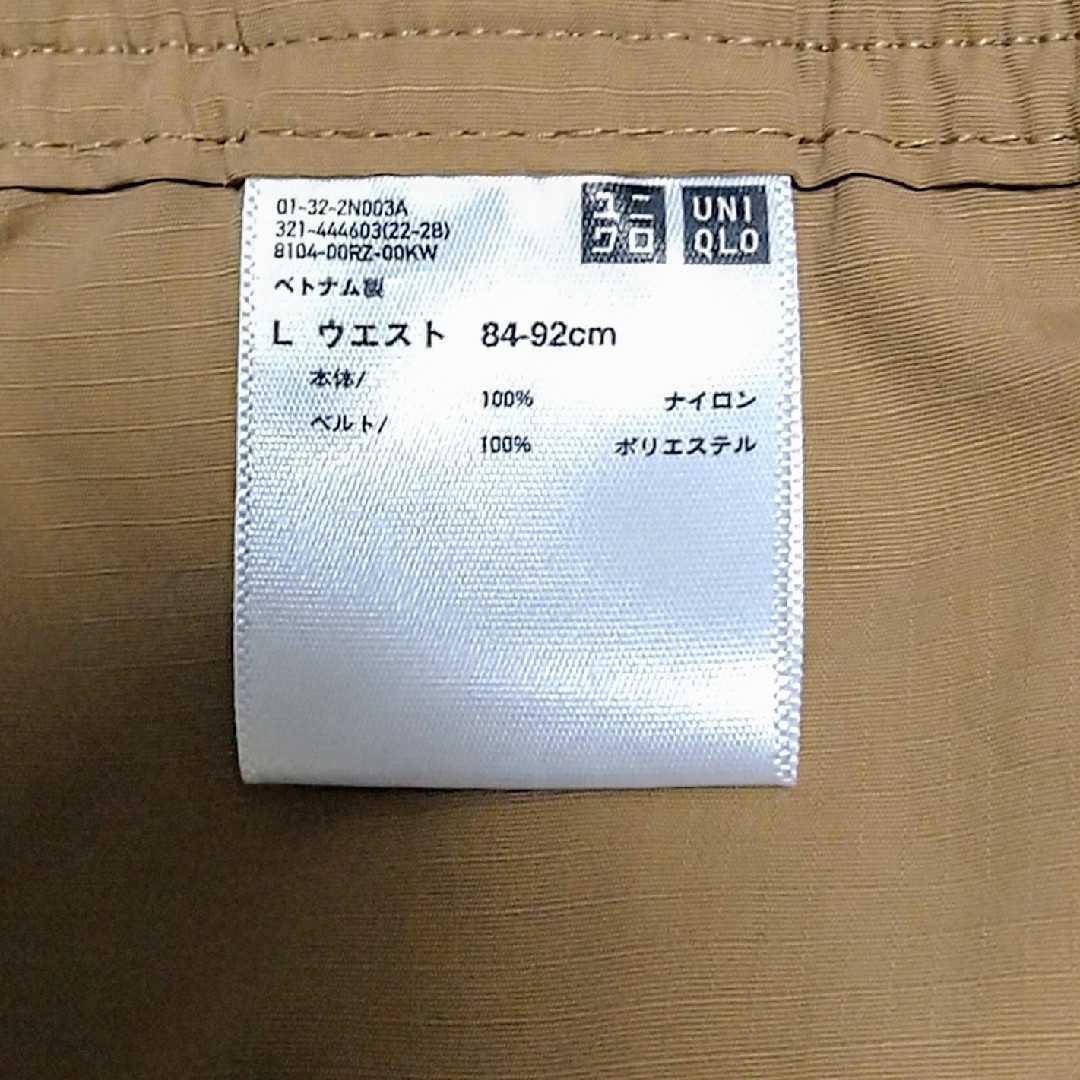 01-32-2N003A
321-444603(22-28)
8104-00RZ-00KW
ユニ
クロ
UNI
QLO
ベトナム製
L ウエスト 84-92cm
本体/
100% ナイロン
ベルト/
100% ポリエステル